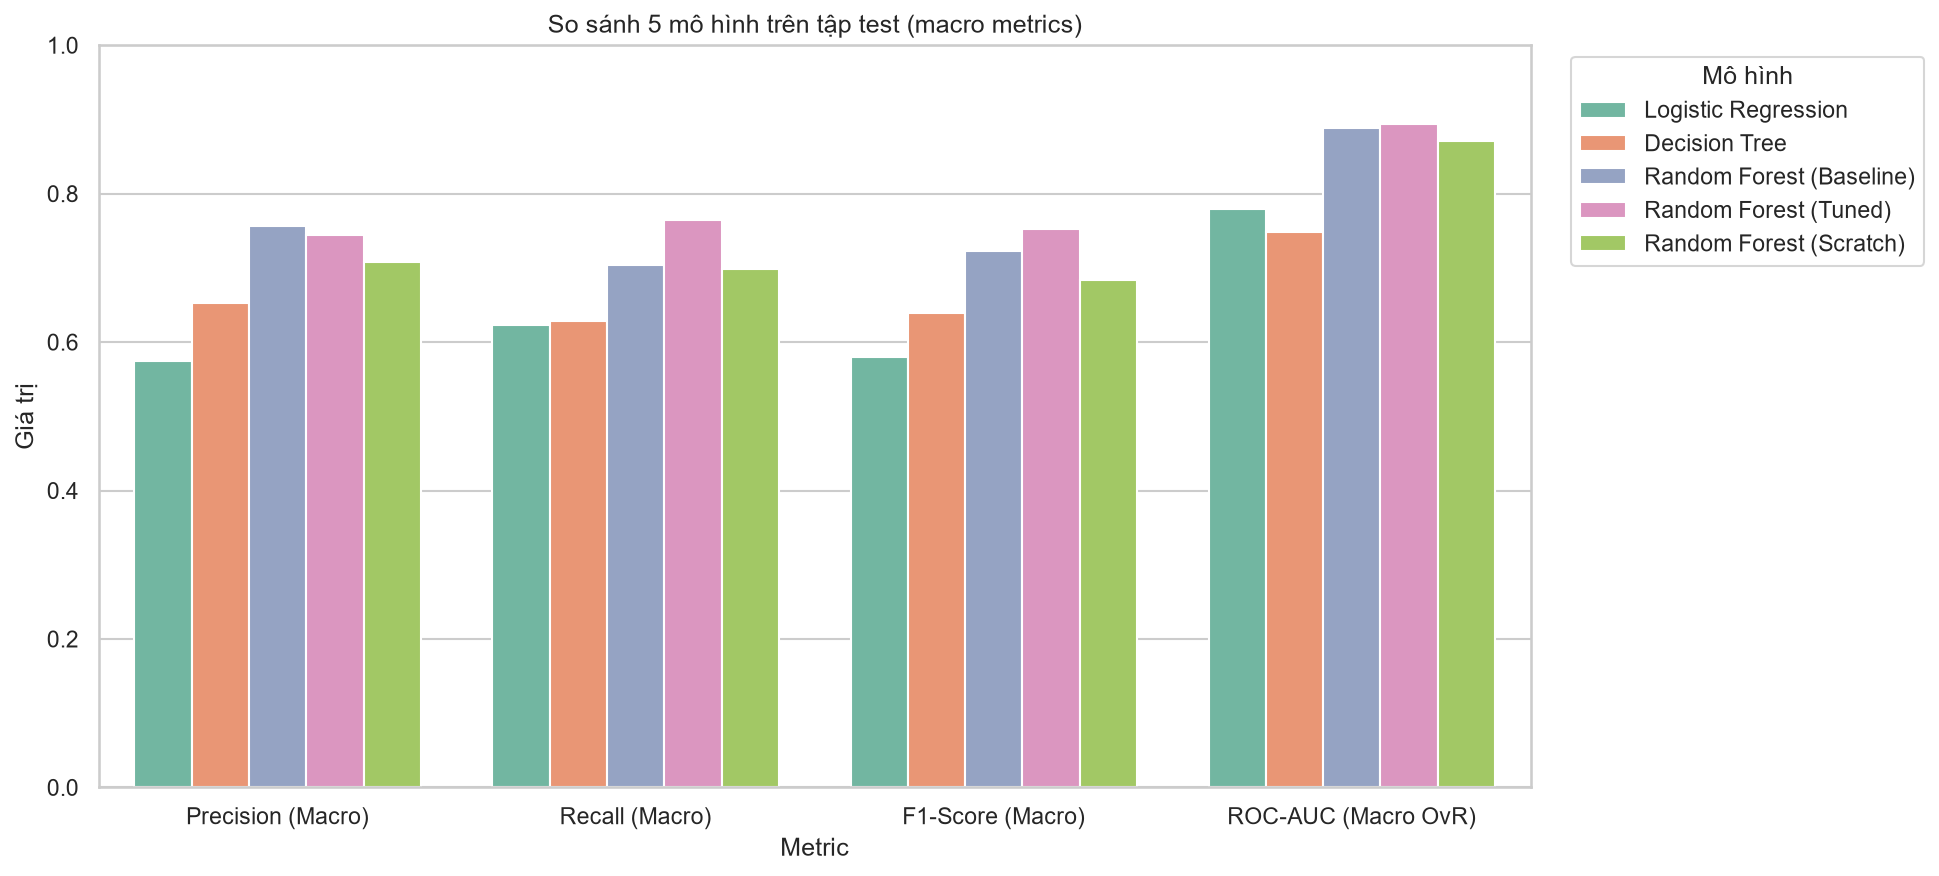 So sánh 5 mô hình trên tập test (macro metrics)
Mô hình
Logistic Regression
Decision Tree
Random Forest (Baseline)
Random Forest (Tuned)
Random Forest (Scratch)
Giá trị
1.0
0.8
0.6
0.4
0.2
0.0
Precision (Macro)
Recall (Macro)
F1-Score (Macro)
ROC-AUC (Macro OvR)
Metric